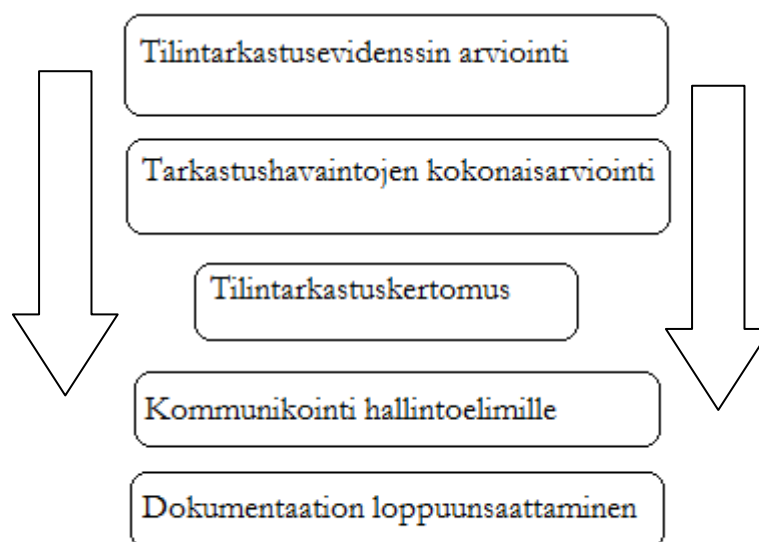 Tilintarkastusevidenssin arviointi
Tarkastushavaintojen kokonaisarviointi
Tilintarkastuskertomus
Kommunikointi hallintoelimille
Dokumentaation loppuunsaattaminen